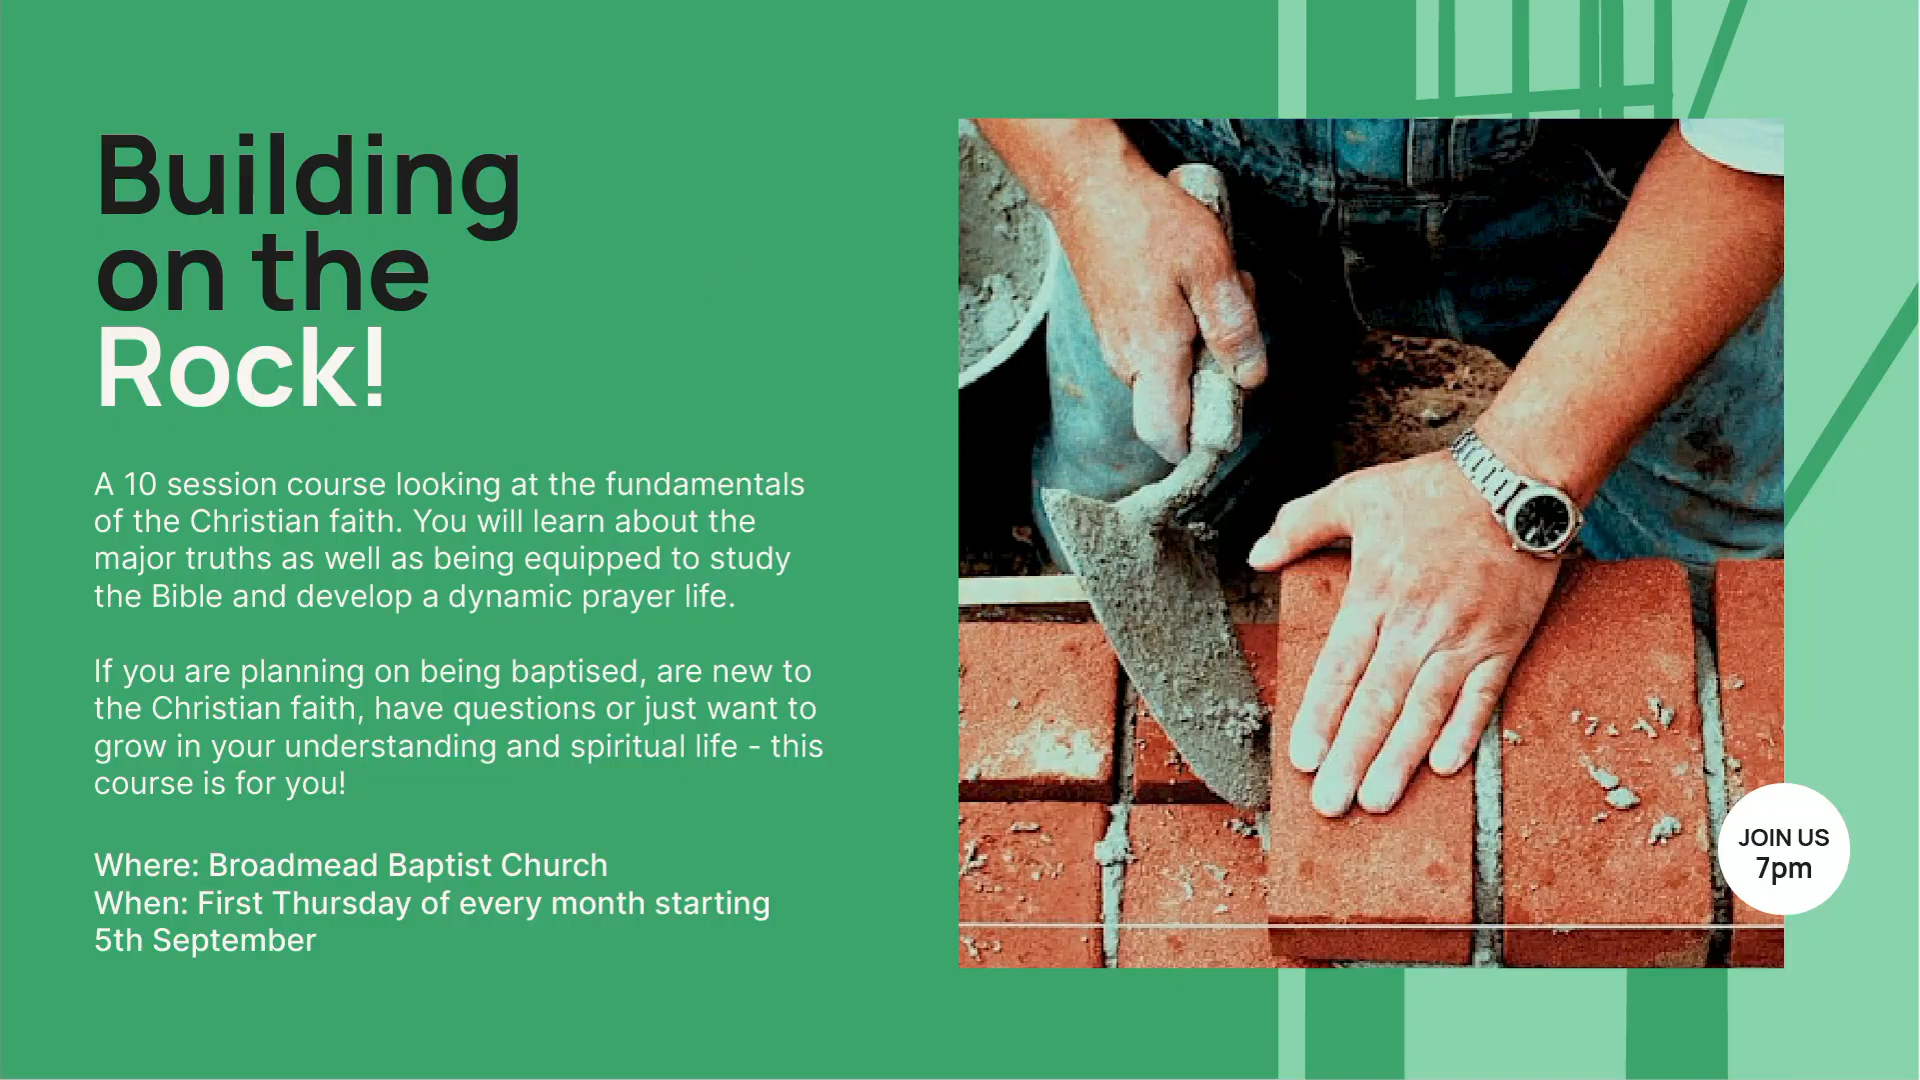 Building
on the
Rock!
A 10 session course looking at the fundamentals
of the Christian faith. You will learn about the
major truths as well as being equipped to study
the Bible and develop a dynamic prayer life.
If you are planning on being baptised, are new to
the Christian faith, have questions or just want to
grow in your understanding and spiritual life - this
course is for you!
Where: Broadmead Baptist Church
When: First Thursday of every month starting
5th September
JOIN US
7pm